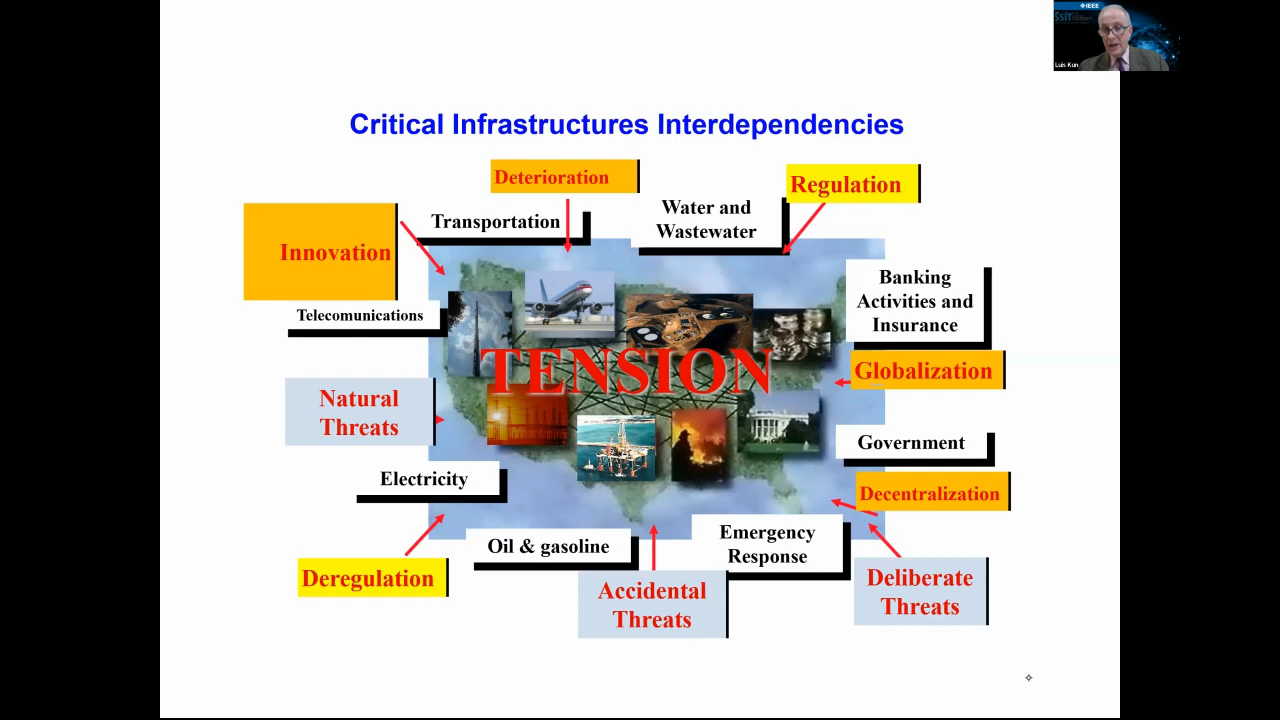 IEEE
SSIT
Luis Kun
Critical Infrastructures Interdependencies
Deterioration
Regulation
Transportation
Water and
Wastewater
Innovation
Banking
Activities and
Insurance
Telecomunications
TENSION
Globalization
Natural
Threats
Government
Electricity
Decentralization
Oil & gasoline
Emergency
Response
Deregulation
Accidental
Threats
Deliberate
Threats